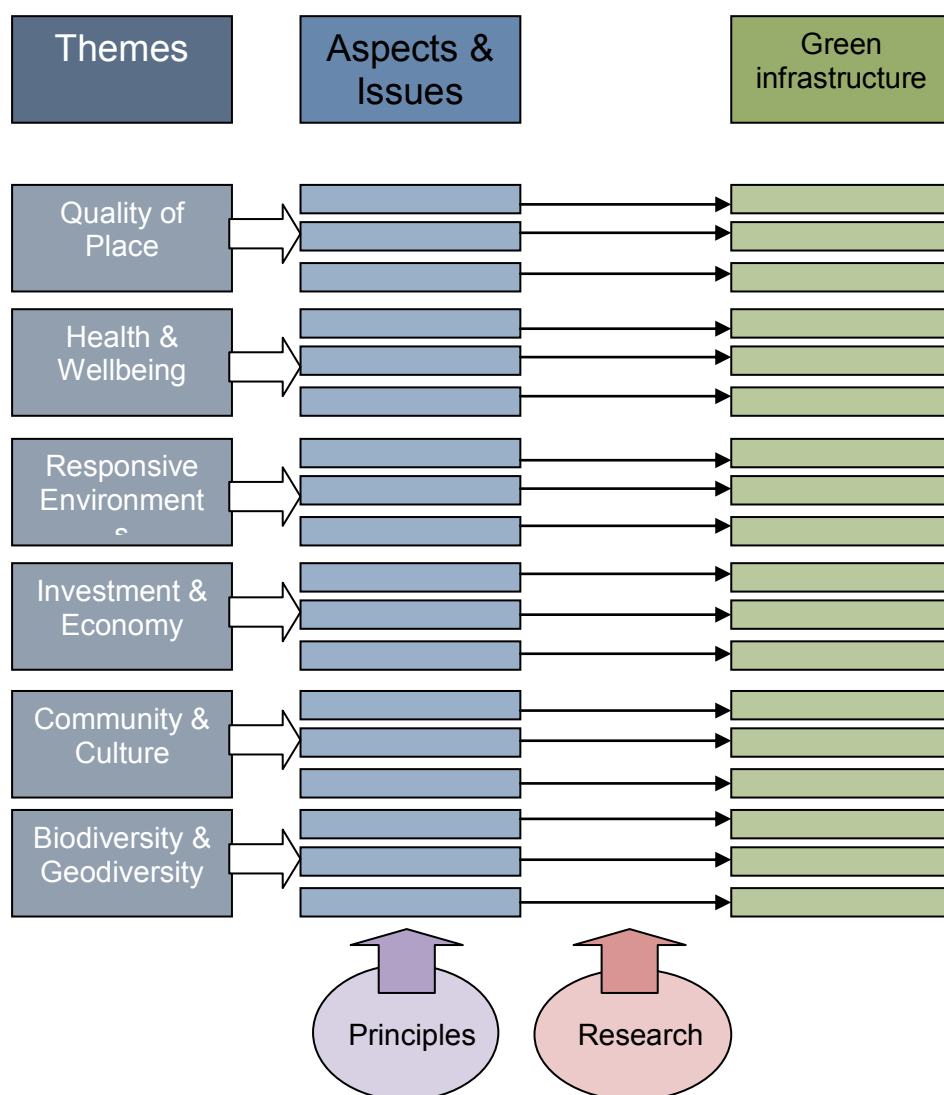 Themes
Aspects &
Issues
Green
infrastructure
Quality of
Place
Health &
Wellbeing
Responsive
Environment
s
Investment &
Economy
Community &
Culture
Biodiversity &
Geodiversity
Principles
Research